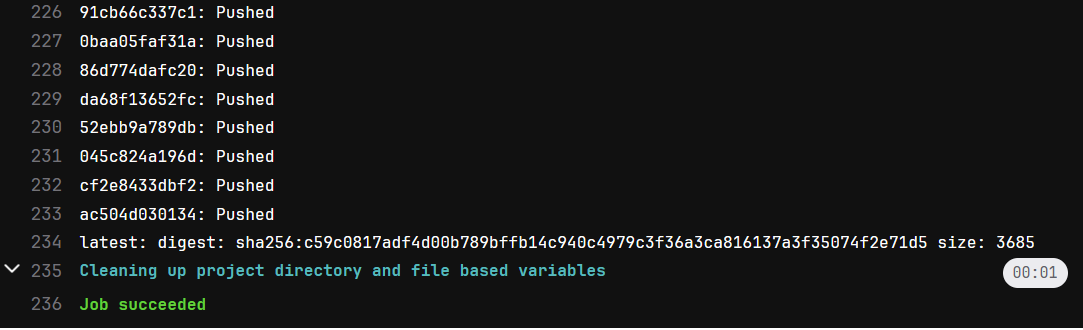 226 91cb66c337c1: Pushed
227 0baa05faf31a: Pushed
228 86d774dafc20: Pushed
229 da68f13652fc: Pushed
230 52ebb9a789db: Pushed
231 045c824a196d: Pushed
232 cf2e8433dbf2: Pushed
233 ac504d030134: Pushed
234 latest: digest: sha256:c59c0817adf4d00b789bffb14c940c4979c3f36a3ca816137a3f35074f2e71d5 size: 3685
235 Cleaning up project directory and file based variables 00:01
236 Job succeeded